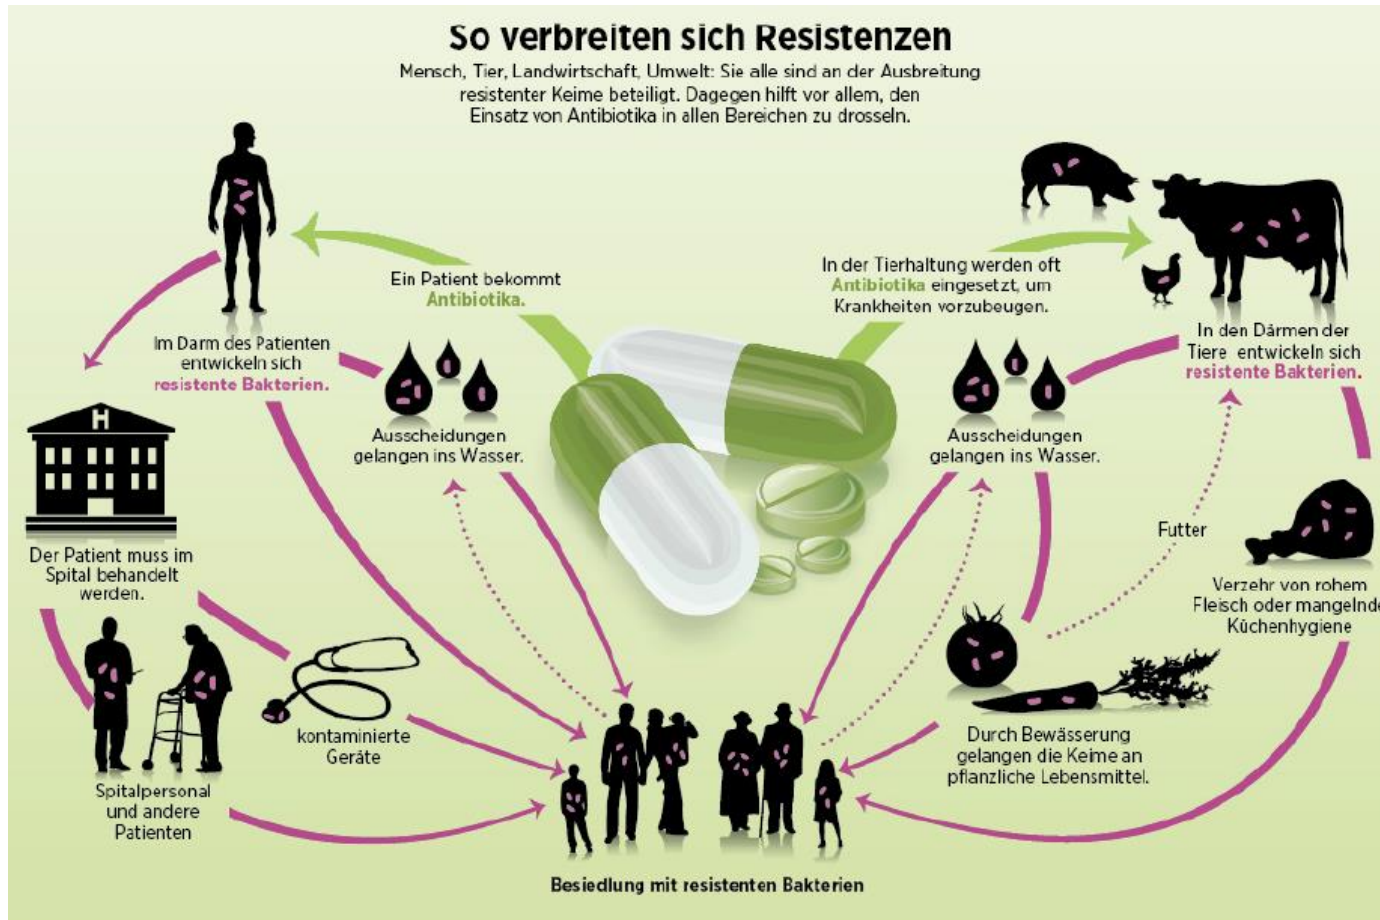 So verbreiten sich Resistenzen
Mensch, Tier, Landwirtschaft, Umwelt: Sie alle sind an der Ausbreitung
resistenter Keime beteiligt. Dagegen hilft vor allem, den
Einsatz von Antibiotika in allen Bereichen zu drosseln.
Ein Patient bekommt
Antibiotika.
In der Tierhaltung werden oft
Antibiotika eingesetzt, um
Krankheiten vorzubeugen.
Im Darm des Patienten
entwickeln sich
resistente Bakterien.
In den Därmen der
Tiere entwickeln sich
resistente Bakterien.
H
Ausscheidungen
gelangen ins Wasser.
Ausscheidungen
gelangen ins Wasser.
Der Patient muss im
Spital behandelt
werden.
Futter
Verzehr von rohem
Fleisch oder mangelnde
Küchenhygiene
kontaminierte
Geräte
Durch Bewässerung
gelangen die Keime an
pflanzliche Lebensmittel.
Spitalpersonal
und andere
Patienten
Besiedlung mit resistenten Bakterien